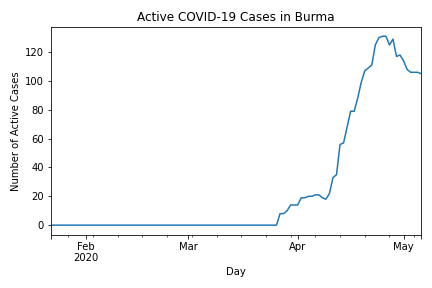 Active COVID-19 Cases in Burma
Number of Active Cases
120
100
80
60
40
20
0
Feb
2020
Mar
Apr
May
Day